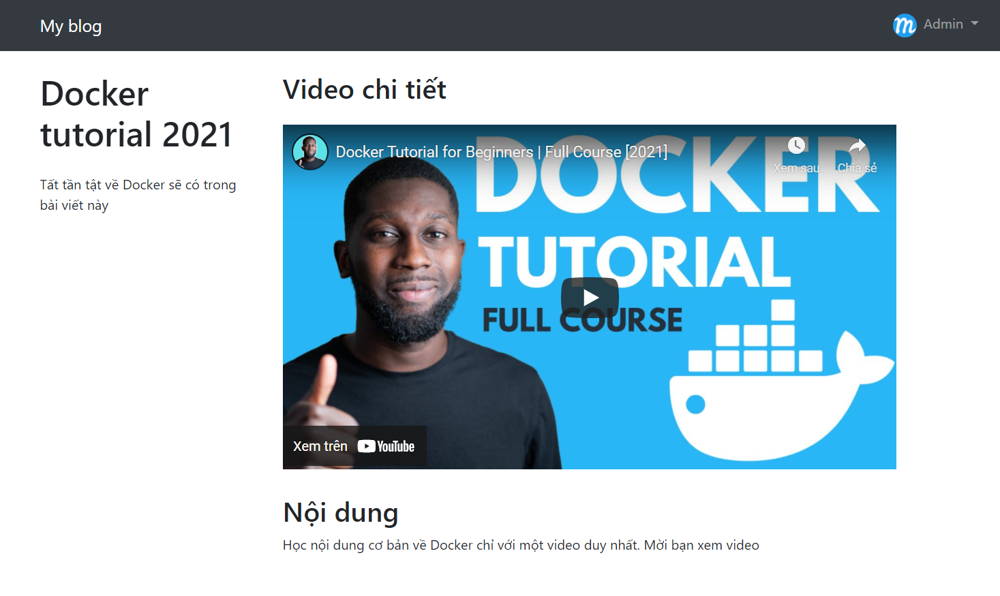 My blog
Admin
Docker
tutorial 2021
Tất tần tật về Docker sẽ có trong
bài viết này
Video chi tiết
Docker Tutorial for Beginners | Full Course [2021]
Xem sau
Chia sẻ
DOCKER
TUTORIAL
FULL COURSE
Xem trên YouTube
Nội dung
Học nội dung cơ bản về Docker chỉ với một video duy nhất. Mời bạn xem video